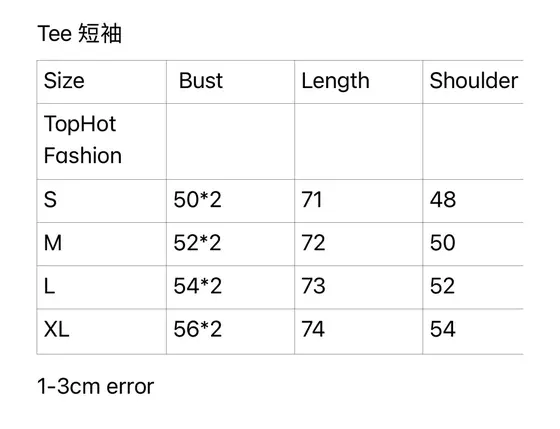 Tee 短袖
Size Bust Length Shoulder
TopHot
Fashion
S 50*2 71 48
M 52*2 72 50
L 54*2 73 52
XL 56*2 74 54
1-3cm error